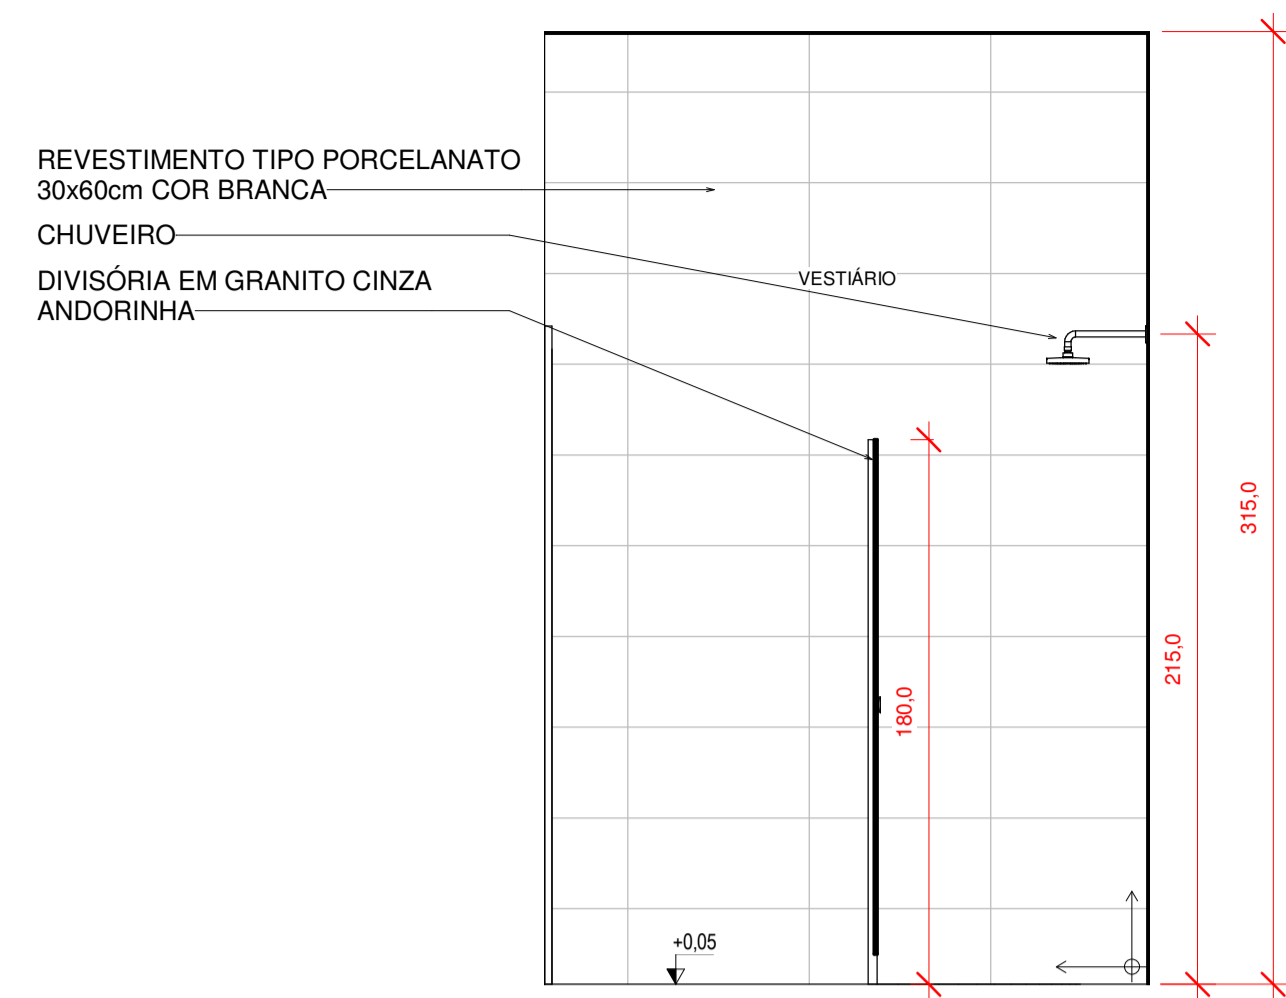 REVESTIMENTO TIPO PORCELANATO
30x60cm COR BRANCA
CHUVEIRO
DIVISÓRIA EM GRANITO CINZA
ANDORINHA
VESTIÁRIO
315,0
215,0
180,0
+0,05